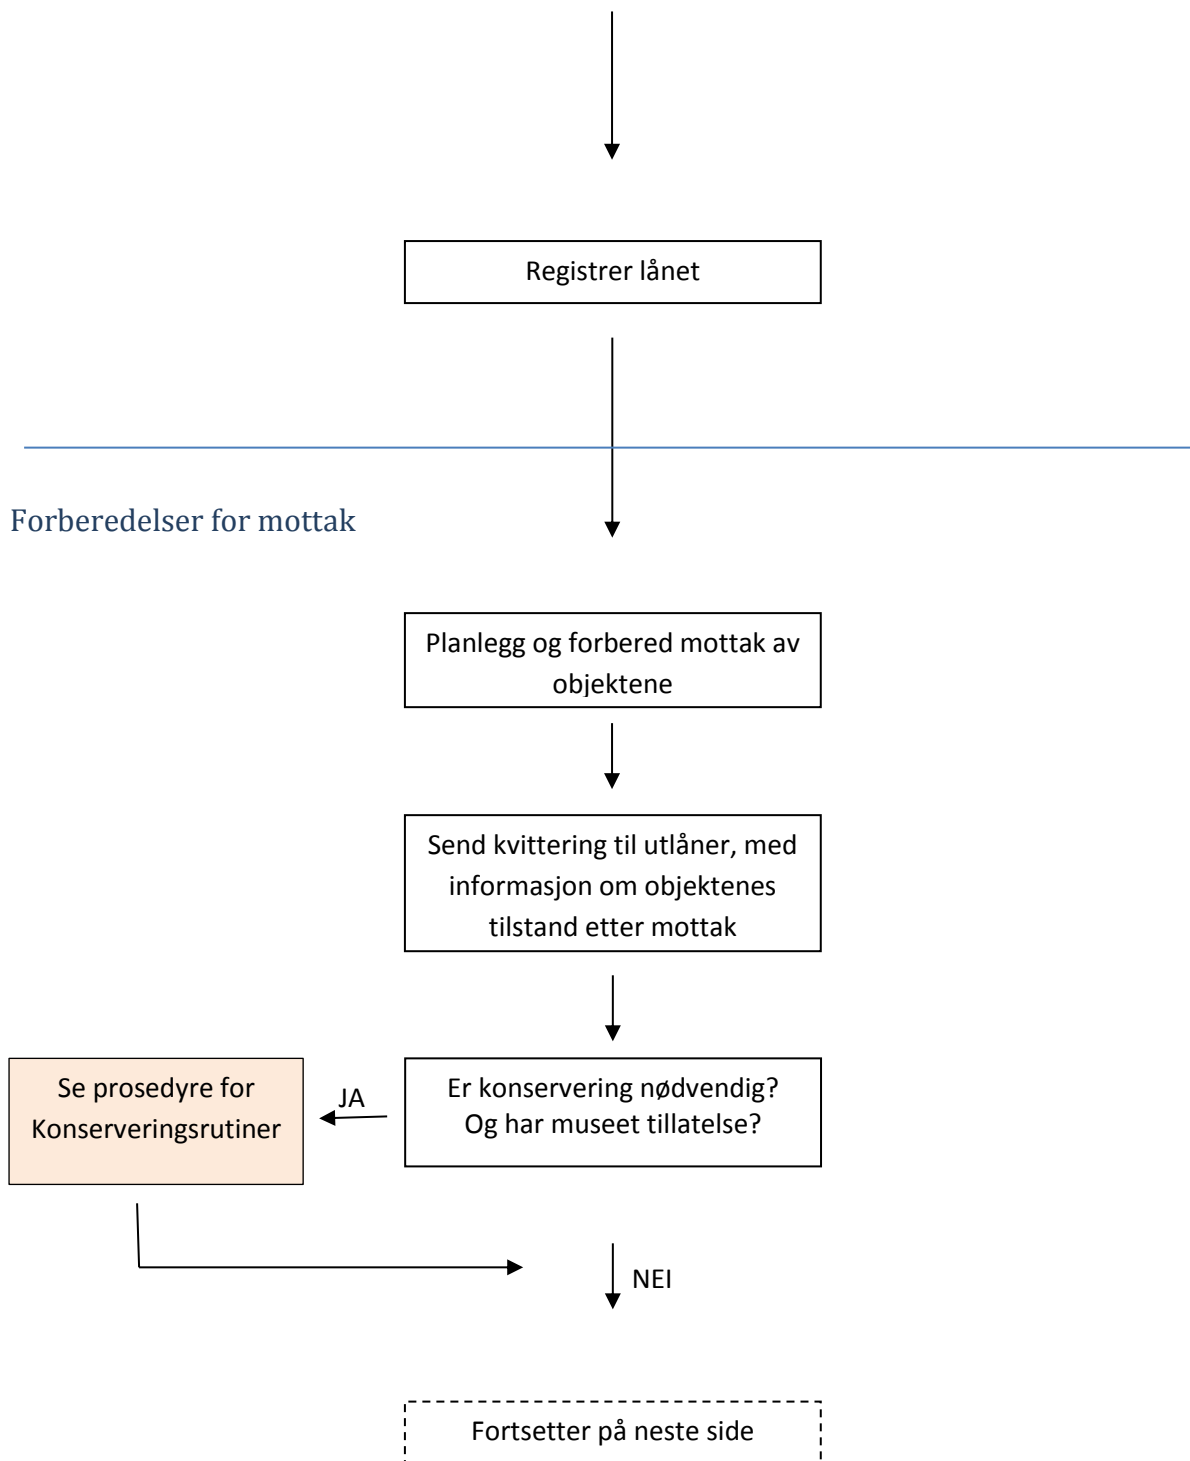 Registrer lånet
Forberedelser for mottak
Planlegg og forbered mottak av
objektene
Send kvittering til utlåner, med
informasjon om objektenes
tilstand etter mottak
Se prosedyre for
Konserveringsrutiner
JA
Er konservering nødvendig?
Og har museet tillatelse?
NEI
Fortsetter på neste side